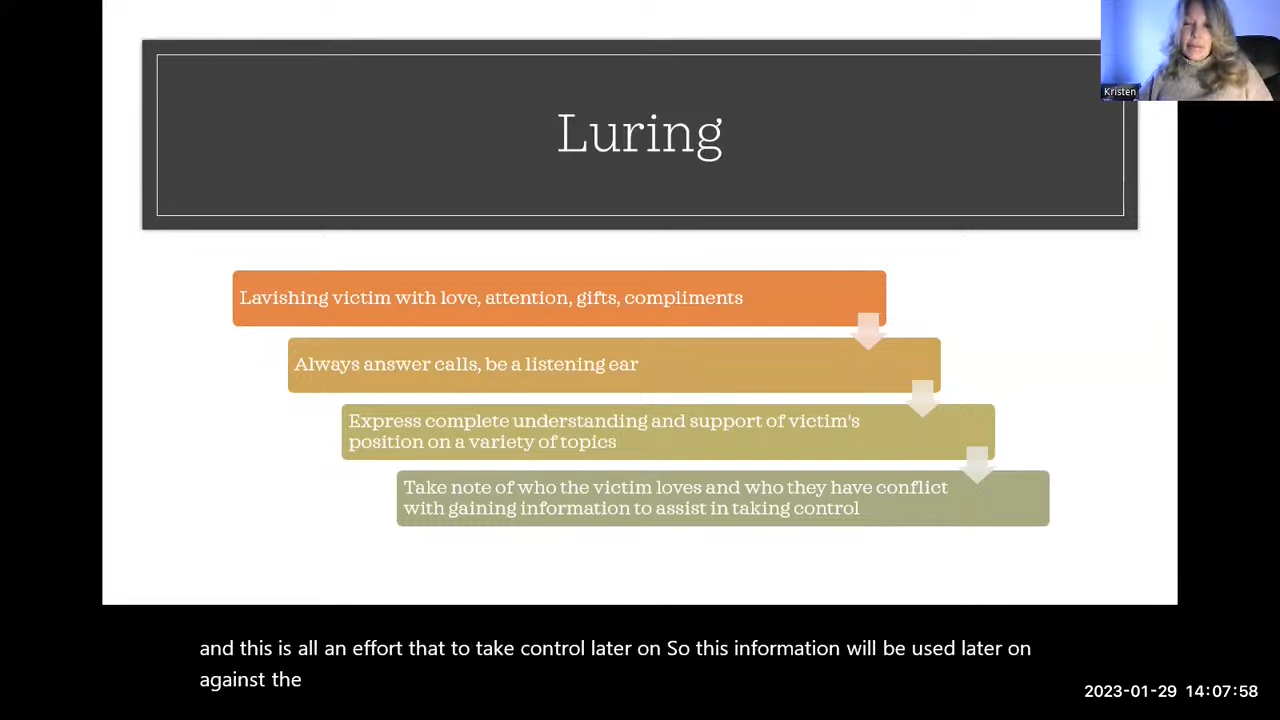 Kristen
Luring
Lavishing victim with love, attention, gifts, compliments
Always answer calls, be a listening ear
Express complete understanding and support of victim's
position on a variety of topics
Take note of who the victim loves and who they have conflict
with gaining information to assist in taking control
and this is all an effort that to take control later on So this information will be used later on
against the
2023-01-29 14:07:58